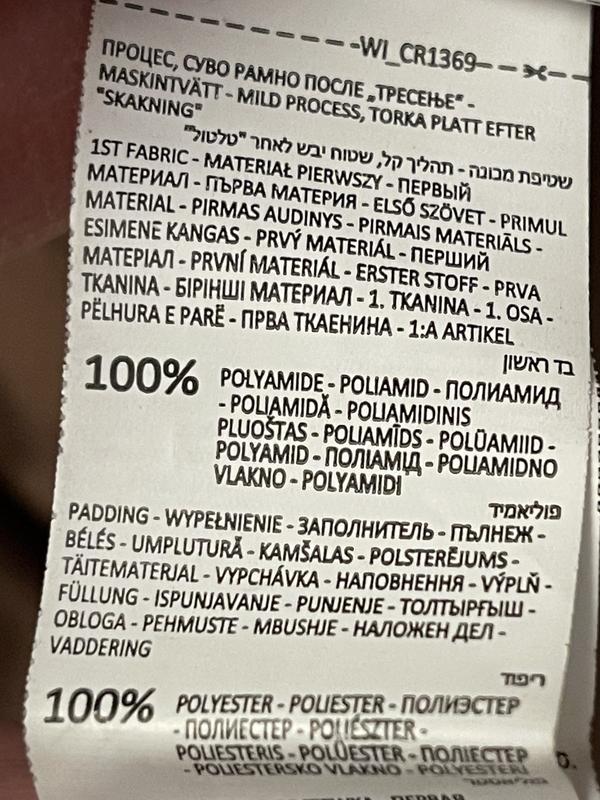 WI_CR1369
ПРОЦЕС, СУВО РАМНО ПОСЛЕ „ТРЕСЕЊЕ“ -
MASKINTVÄTT - MILD PROCESS, TORKA PLATT EFTER
"SKAKNING"
שטיפת מכונה - תהליך קל, שטוח יבש לאחר "טלטול"
1ST FABRIC - MATERIAŁ PIERWSZY - ПЕРВЫЙ
МАТЕРИАЛ - ПЪРВА МАТЕРИЯ - ELSŐ SZÖVET - PRIMUL
MATERIAL - PIRMAS AUDINYS - PIRMAIS MATERIĀLS -
ESIMENE KANGAS - PRVÝ MATERIÁL - ПЕРШИЙ
МАТЕРІАЛ - PRVNÍ MATERIÁL - ERSTER STOFF - PRVA
TKANINA - БІРІНШІ МАТЕРИАЛ - 1. TKANINA - 1. OSA -
PËLHURA E PARË - ПРВА ТКАЕНИНА - 1:A ARTIKEL
בד ראשון
100% POLYAMIDE - POLIAMID - ПОЛИАМИД
- POLIAMIDĂ - POLIAMIDINIS
PLUOŠTAS - POLIAMĪDS - POLÜAMIID -
POLYAMID - ПОЛІАМІД - POLIAMIDNO
VLAKNO - POLYAMIDI
פוליאמיד
PADDING - WYPEŁNIENIE - ЗАПОЛНИТЕЛЬ - ПЪЛНЕЖ -
BÉLÉS - UMPLUTURĂ - KAMŠALAS - POLSTERĒJUMS -
TÄITEMATERJAL - VYPCHÁVKA - НАПОВНЕННЯ - VÝPLŇ -
FÜLLUNG - ISPUNJAVANJE - PUNJENJE - ТОЛТЫРҒЫШ -
OBLOGA - PEHMUSTE - MBUSHJE - НАЛОЖЕН ДЕЛ -
VADDERING
ריפוד
100% POLYESTER - POLIESTER - ПОЛИЭСТЕР
- ПОЛИЕСТЕР - POLIÉSZTER -
POLIESTERIS - POLÜESTER - ПОЛІЕСТЕР
- POLIESTERSKO VLAKNO - POLYESTERI